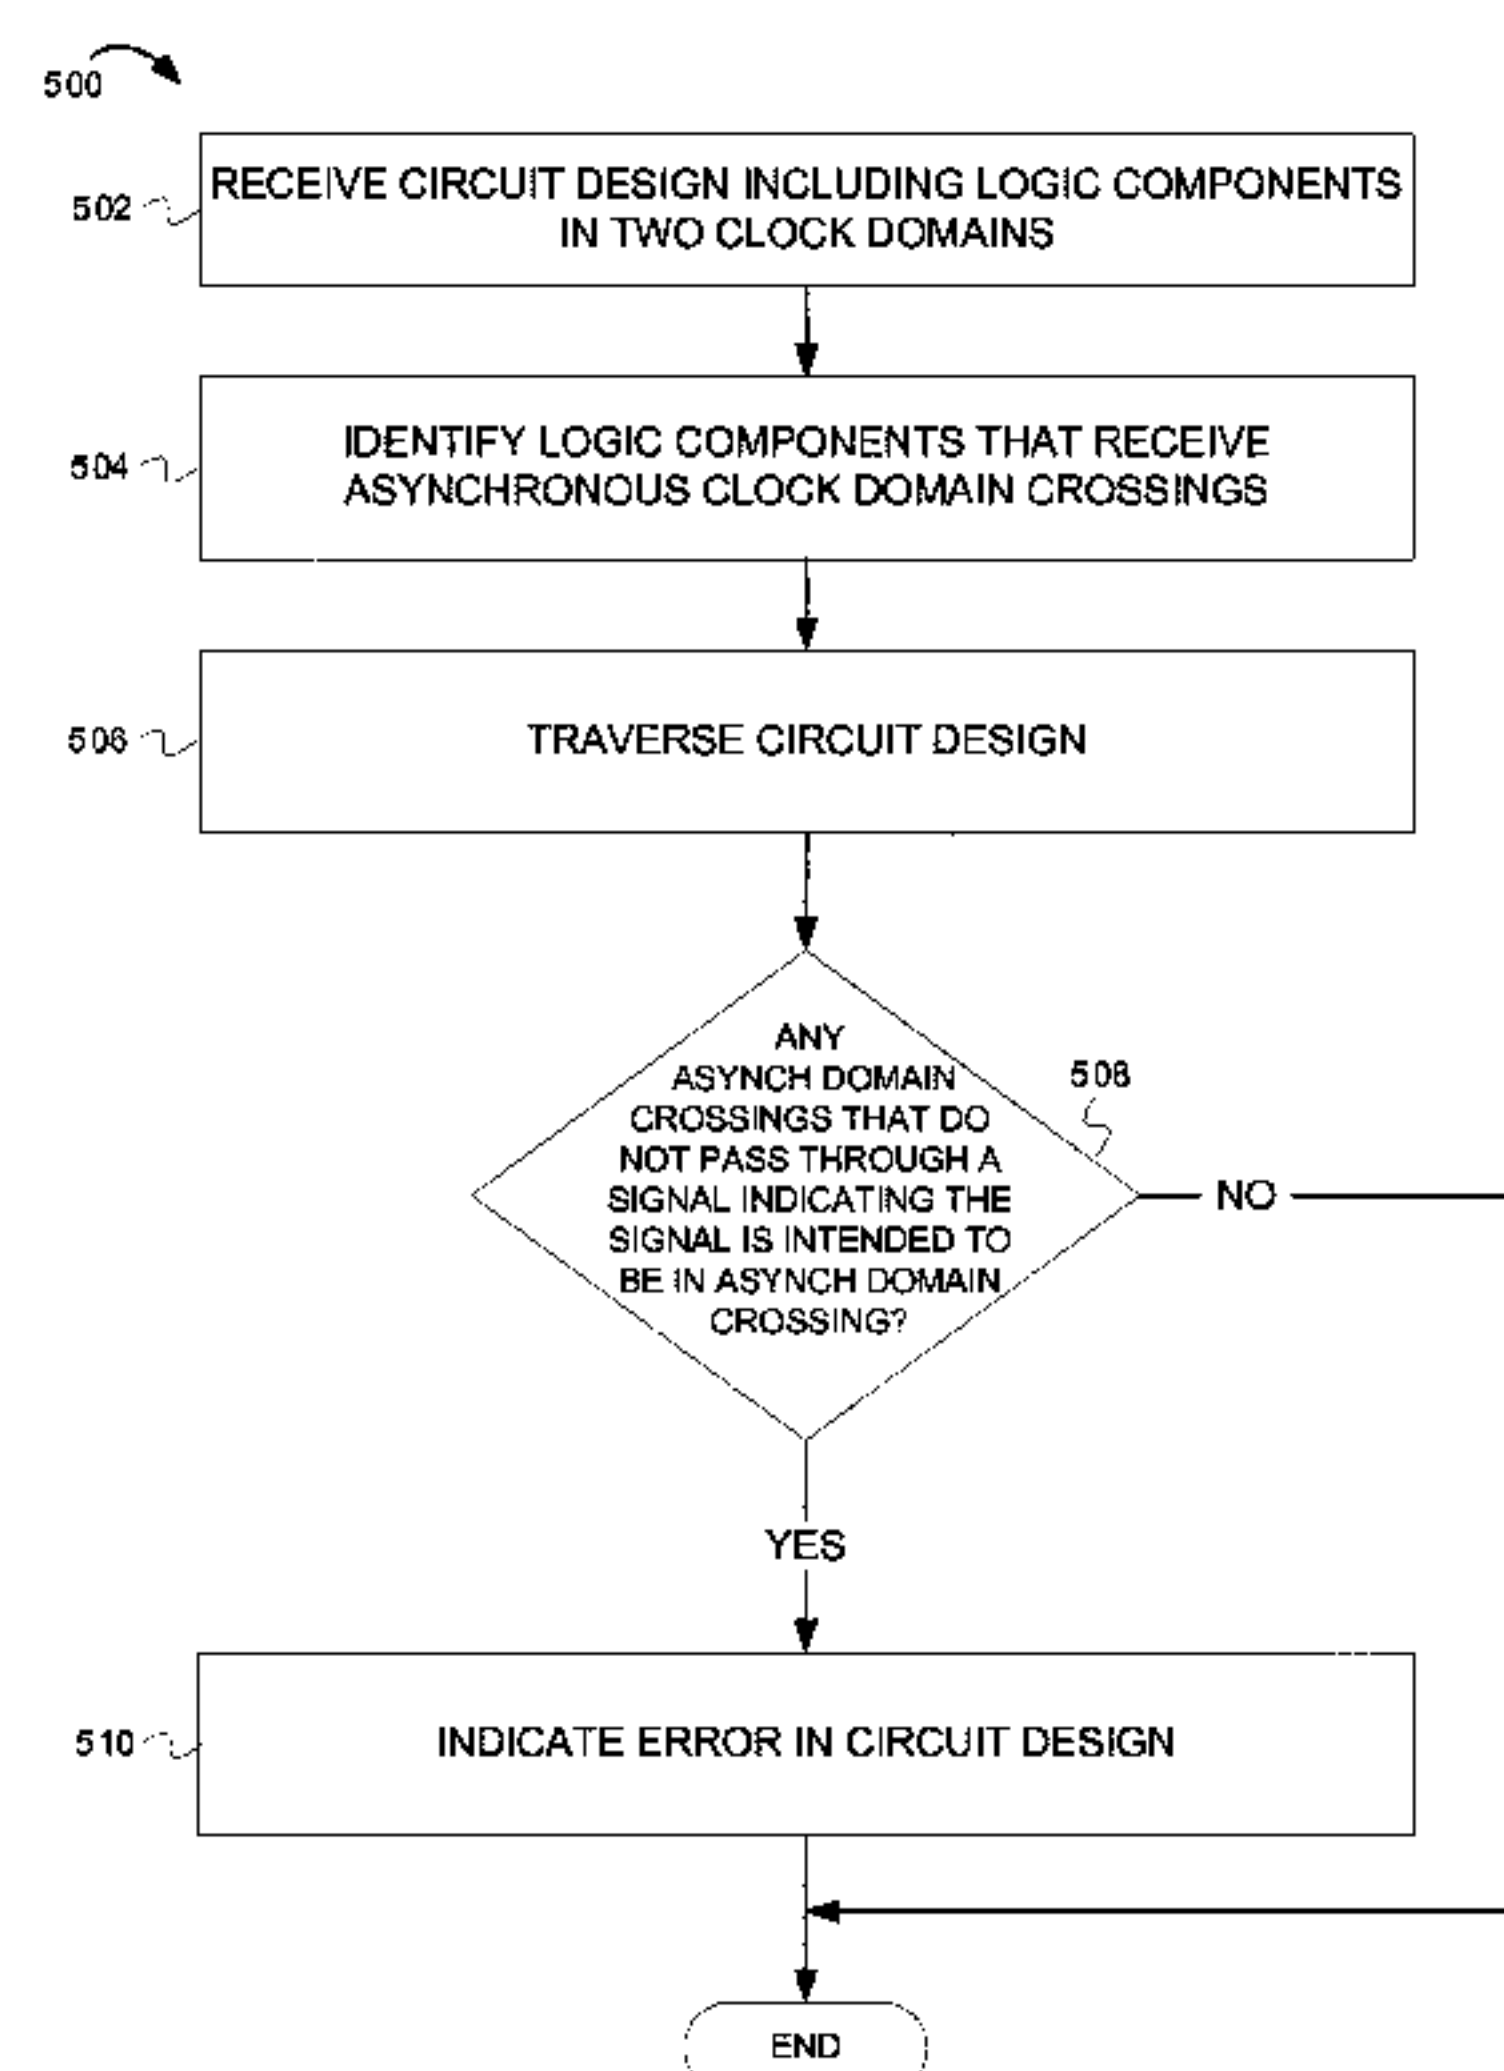 500
502
RECEIVE CIRCUIT DESIGN INCLUDING LOGIC COMPONENTS
IN TWO CLOCK DOMAINS
504
IDENTIFY LOGIC COMPONENTS THAT RECEIVE
ASYNCHRONOUS CLOCK DOMAIN CROSSINGS
506
TRAVERSE CIRCUIT DESIGN
508
ANY
ASYNCH DOMAIN
CROSSINGS THAT DO
NOT PASS THROUGH A
SIGNAL INDICATING THE
SIGNAL IS INTENDED TO
BE IN ASYNCH DOMAIN
CROSSING?
NO
YES
510
INDICATE ERROR IN CIRCUIT DESIGN
END